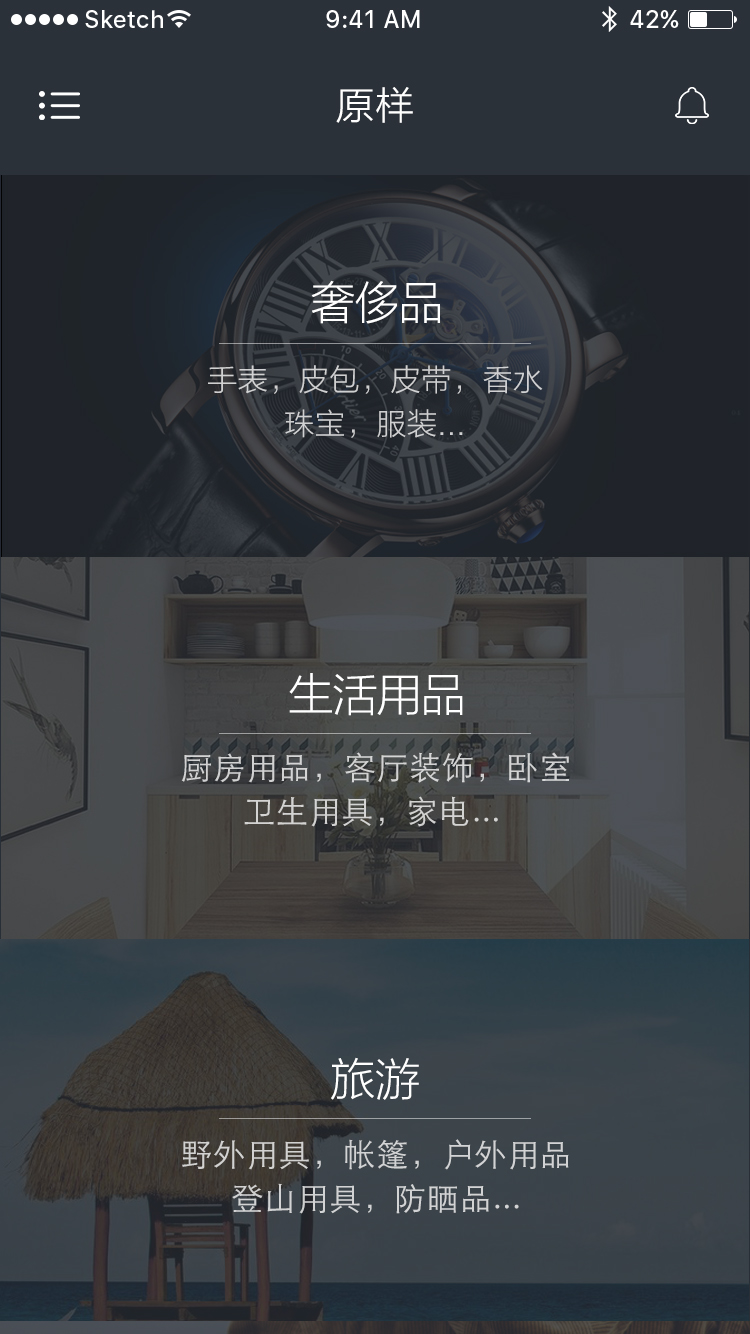 Sketch 9:41 AM 42%
原样
奢侈品
手表，皮包，皮带，香水
珠宝，服装...
生活用品
厨房用品，客厅装饰，卧室
卫生用具，家电...
旅游
野外用具，帐篷，户外用品
登山用具，防晒品...